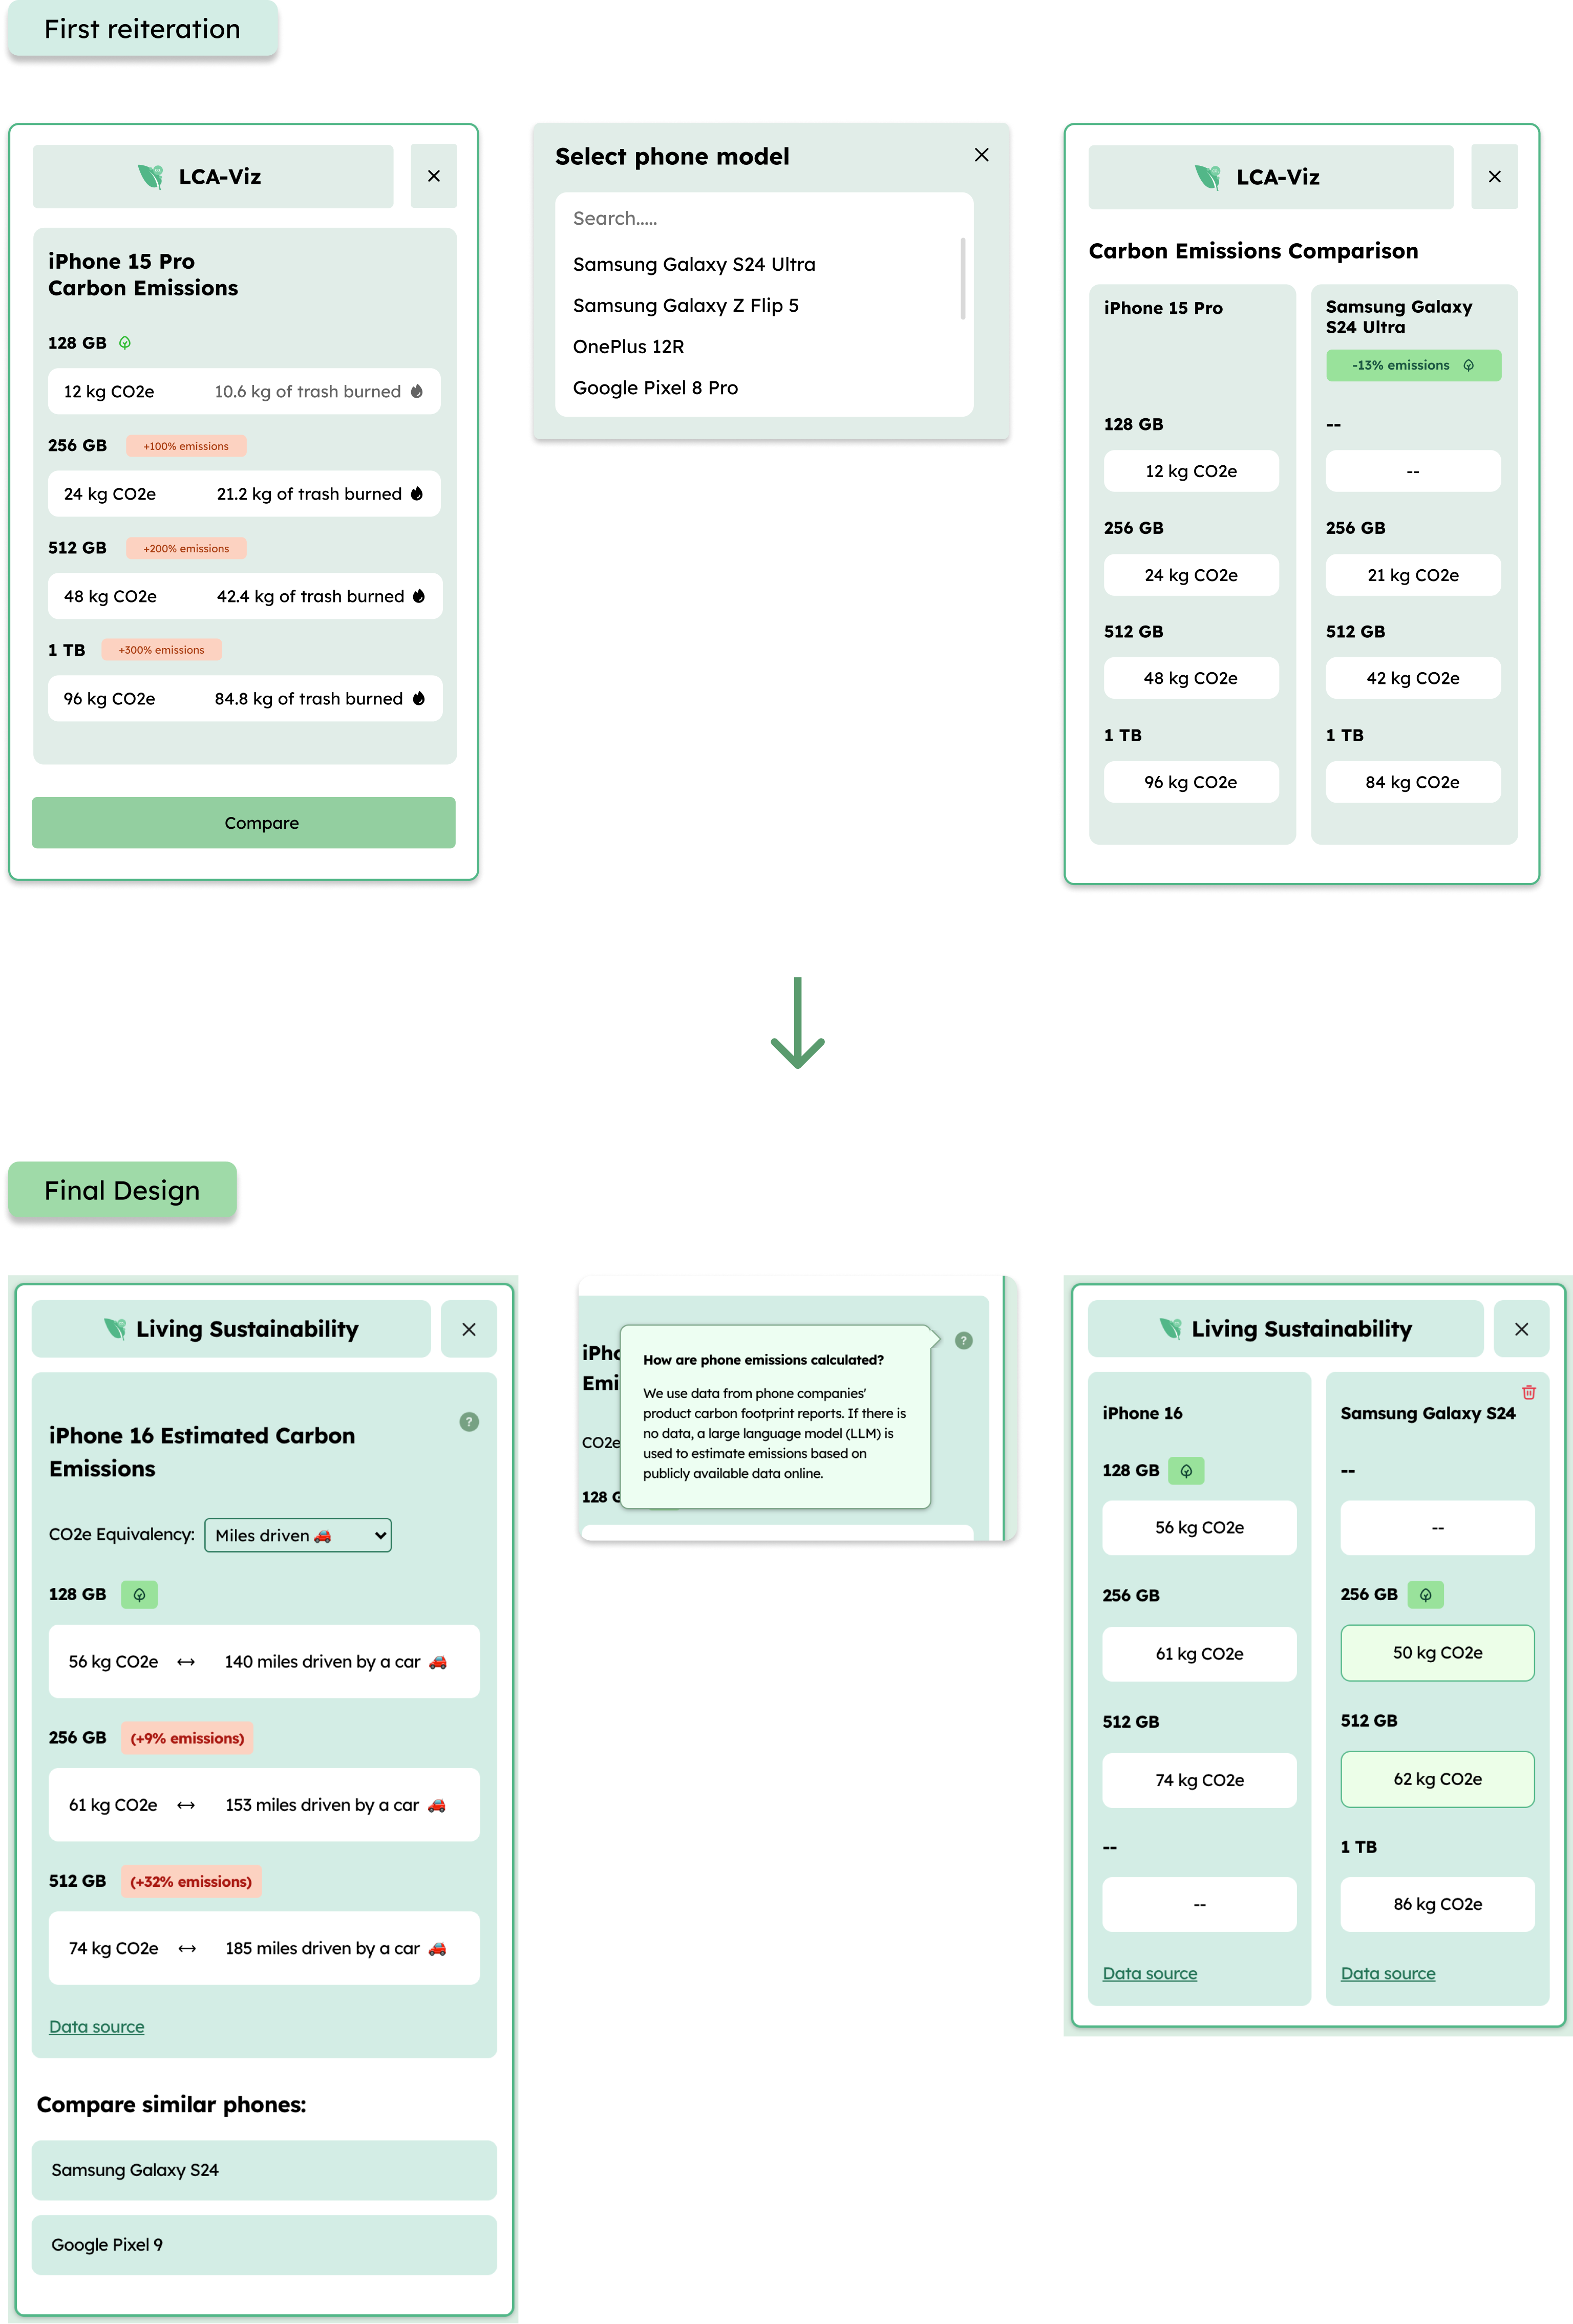 First reiteration
LCA-Viz
iPhone 15 Pro
Carbon Emissions
128 GB
12 kg CO2e 10.6 kg of trash burned
256 GB +100% emissions
24 kg CO2e 21.2 kg of trash burned
512 GB +200% emissions
48 kg CO2e 42.4 kg of trash burned
1 TB +300% emissions
96 kg CO2e 84.8 kg of trash burned
Compare
Select phone model
Search.....
Samsung Galaxy S24 Ultra
Samsung Galaxy Z Flip 5
OnePlus 12R
Google Pixel 8 Pro
LCA-Viz
Carbon Emissions Comparison
iPhone 15 Pro
128 GB
12 kg CO2e
256 GB
24 kg CO2e
512 GB
48 kg CO2e
1 TB
96 kg CO2e
Samsung Galaxy
S24 Ultra
-13% emissions
--
--
256 GB
21 kg CO2e
512 GB
42 kg CO2e
1 TB
84 kg CO2e
Final Design
Living Sustainability
iPhone 16 Estimated Carbon
Emissions
?
CO2e Equivalency: Miles driven 🚗
128 GB
56 kg CO2e ↔ 140 miles driven by a car 🚗
256 GB (+9% emissions)
61 kg CO2e ↔ 153 miles driven by a car 🚗
512 GB (+32% emissions)
74 kg CO2e ↔ 185 miles driven by a car 🚗
Data source
Compare similar phones:
Samsung Galaxy S24
Google Pixel 9
iPho
Emi
CO2e
128 G
?
How are phone emissions calculated?
We use data from phone companies'
product carbon footprint reports. If there is
no data, a large language model (LLM) is
used to estimate emissions based on
publicly available data online.
Living Sustainability
iPhone 16
128 GB
56 kg CO2e
256 GB
61 kg CO2e
512 GB
74 kg CO2e
--
--
Data source
Samsung Galaxy S24
--
--
256 GB
50 kg CO2e
512 GB
62 kg CO2e
1 TB
86 kg CO2e
Data source